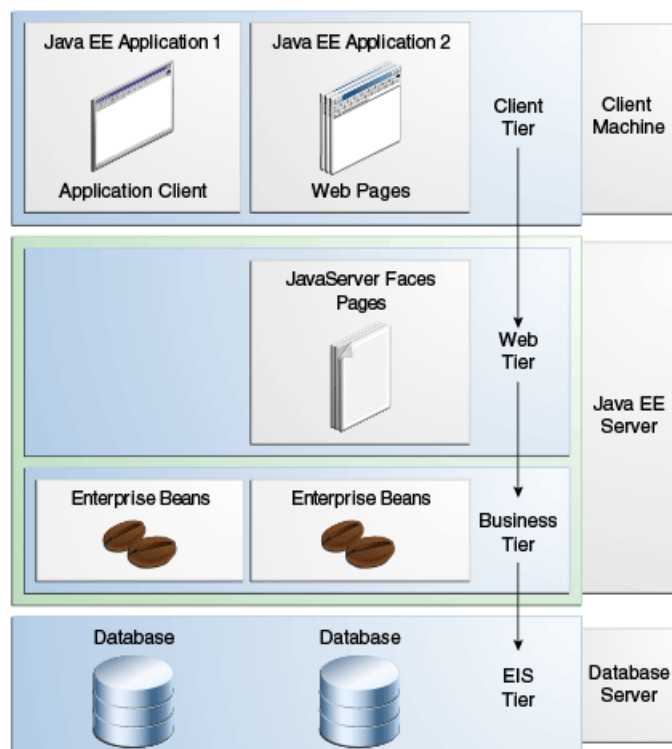 Java EE Application 1
Java EE Application 2
Application Client
Web Pages
Client
Tier
Client
Machine
JavaServer Faces
Pages
Web
Tier
Java EE
Server
Enterprise Beans
Enterprise Beans
Business
Tier
Database
Database
EIS
Tier
Database
Server